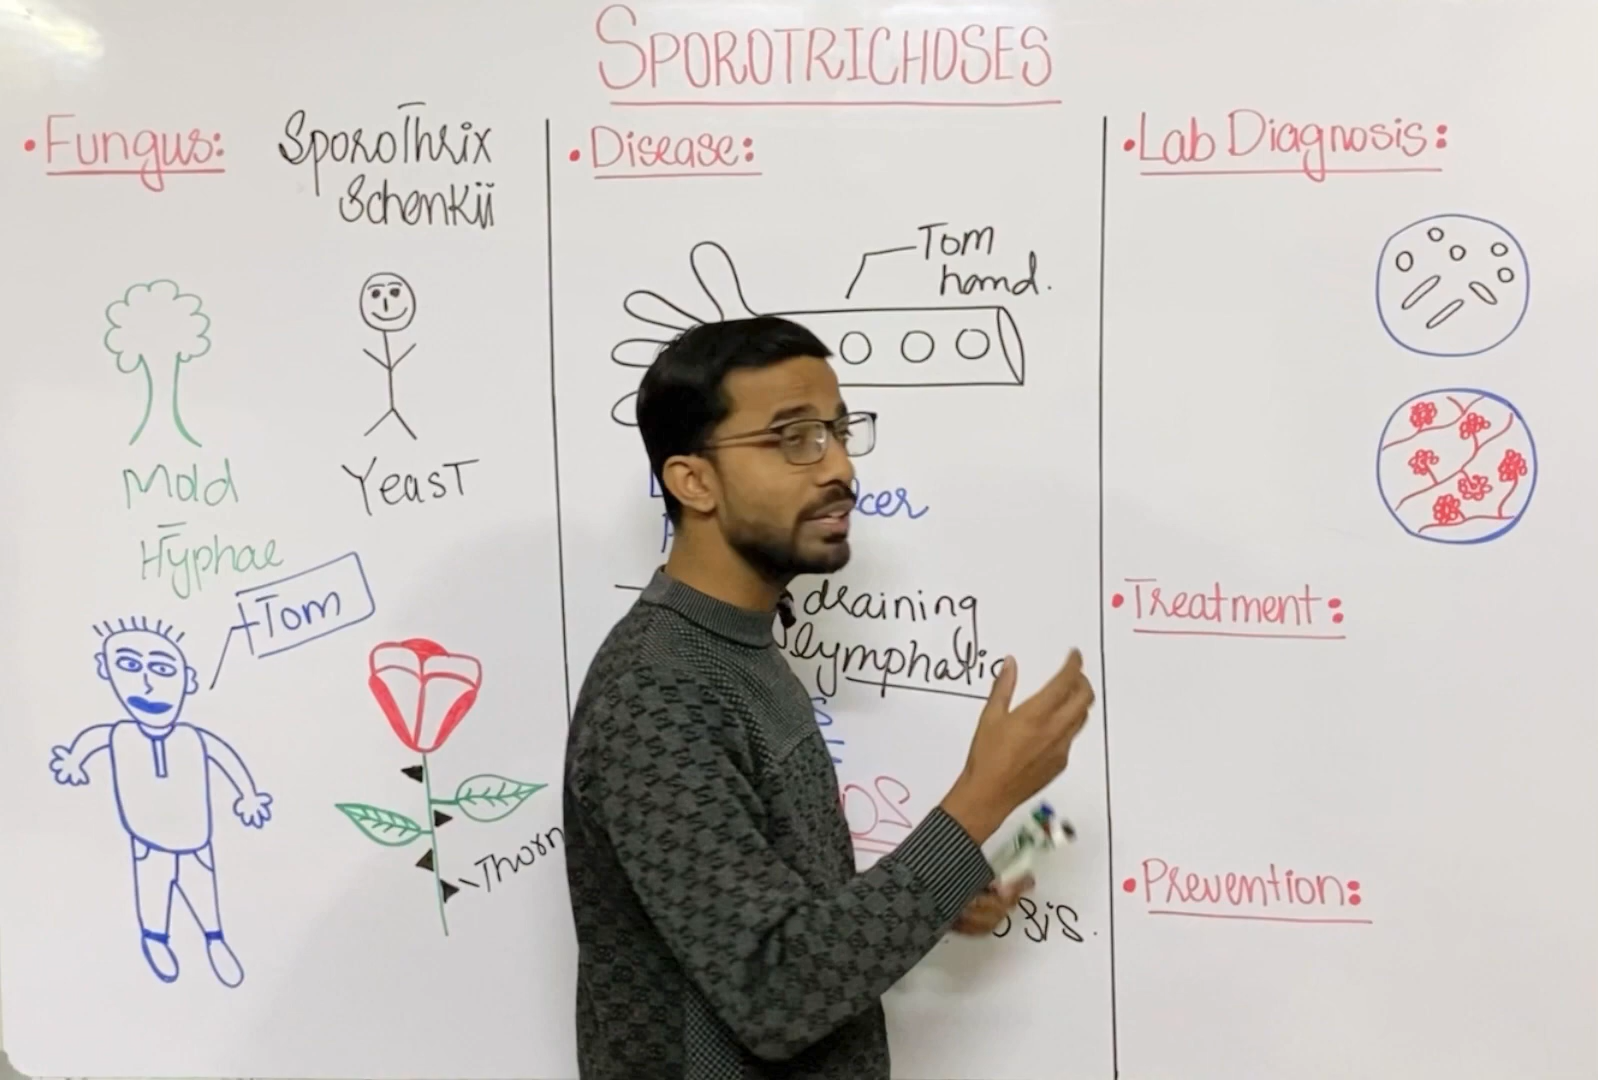 SPOROTRICHOSES
•Fungus: SporoThrix
Schenkii
Mold
Hyphae
YeasT
Tom
Thorn
•Disease:
Tom
hand.
draining
lymphatic
•Lab Diagnosis:
•Treatment:
•Prevention: